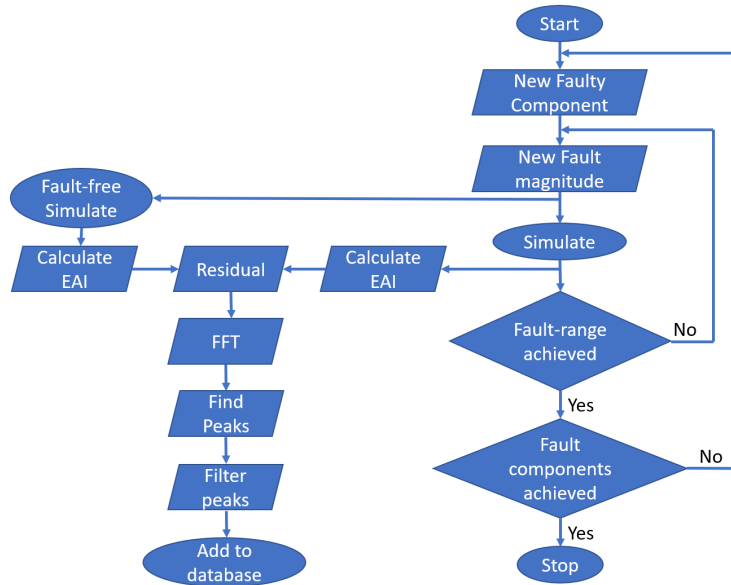 Start
New Faulty
Component
New Fault
magnitude
Fault-free
Simulate
Simulate
Calculate
EAI
Residual
Calculate
EAI
Fault-range
achieved
No
FFT
Yes
Find
Peaks
Fault
components
achieved
No
Filter
peaks
Yes
Add to
database
Stop